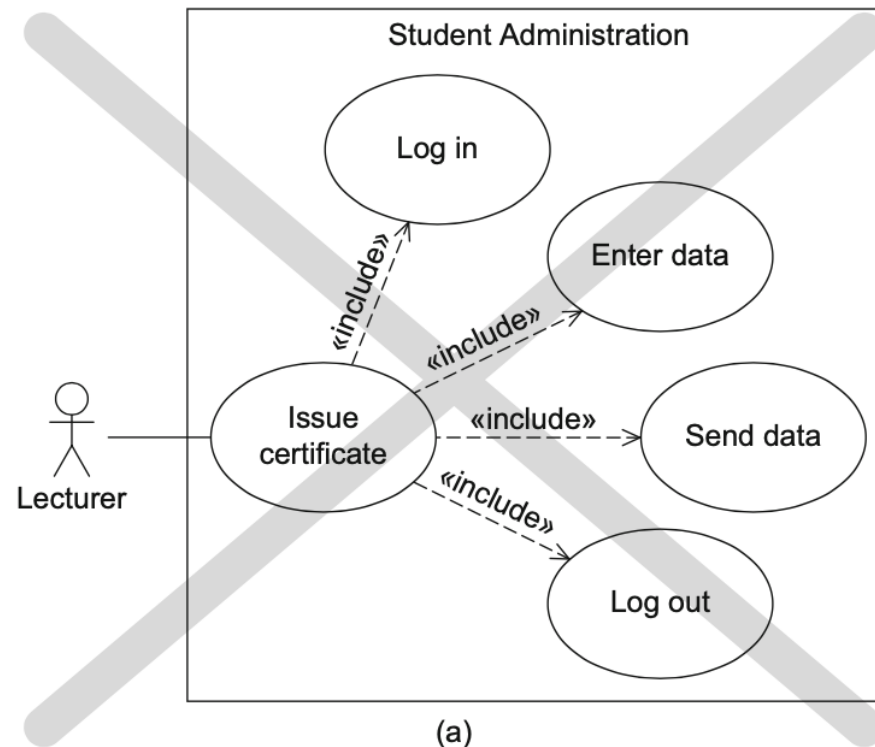 Student Administration
Log in
«include»
Enter data
«include»
Issue
certificate
«include»
Send data
Lecturer
«include»
Log out
(a)